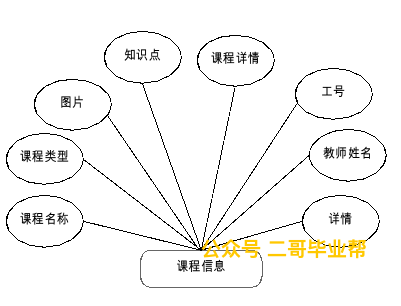 知识点
课程详情
图片
工号
课程类型
教师姓名
课程名称
详情
公众号 二哥毕业帮
课程信息